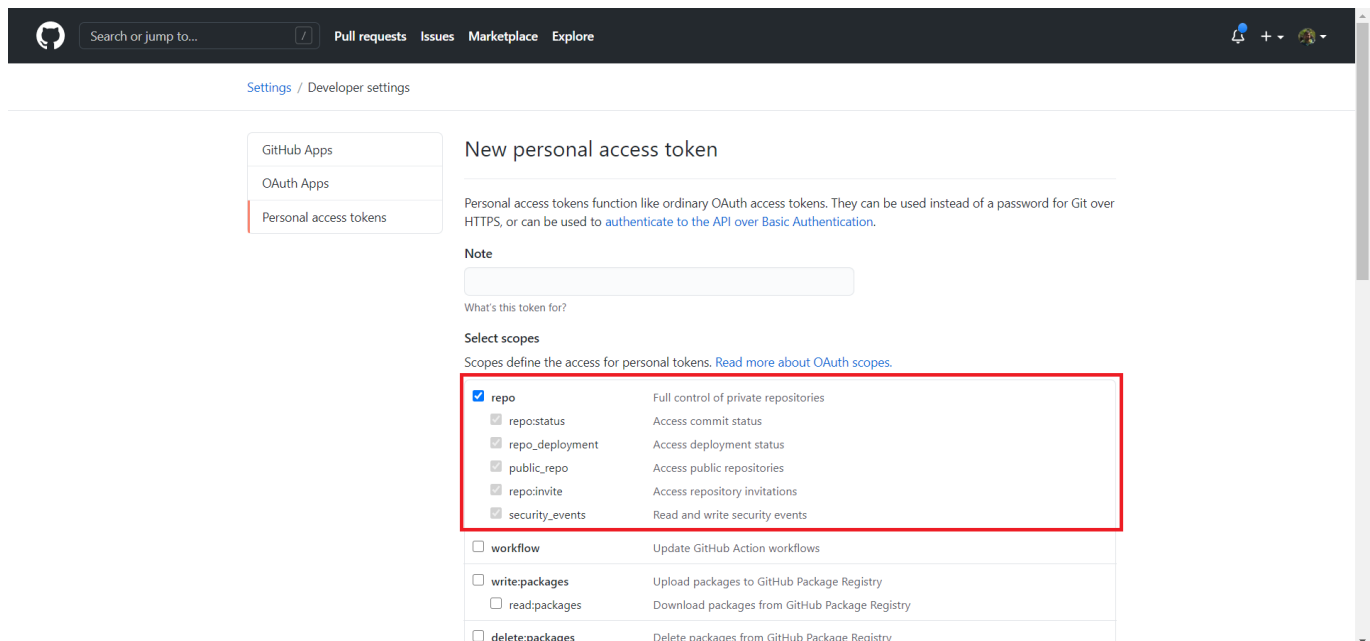 Search or jump to... /
Pull requests Issues Marketplace Explore
Settings / Developer settings
GitHub Apps
OAuth Apps
Personal access tokens
New personal access token
Personal access tokens function like ordinary OAuth access tokens. They can be used instead of a password for Git over
HTTPS, or can be used to authenticate to the API over Basic Authentication.
Note
What's this token for?
Select scopes
Scopes define the access for personal tokens. Read more about OAuth scopes.
repo Full control of private repositories
repo:status Access commit status
repo_deployment Access deployment status
public_repo Access public repositories
repo:invite Access repository invitations
security_events Read and write security events
workflow Update GitHub Action workflows
write:packages Upload packages to GitHub Package Registry
read:packages Download packages from GitHub Package Registry
delete:packages Delete packages from GitHub Package Registry